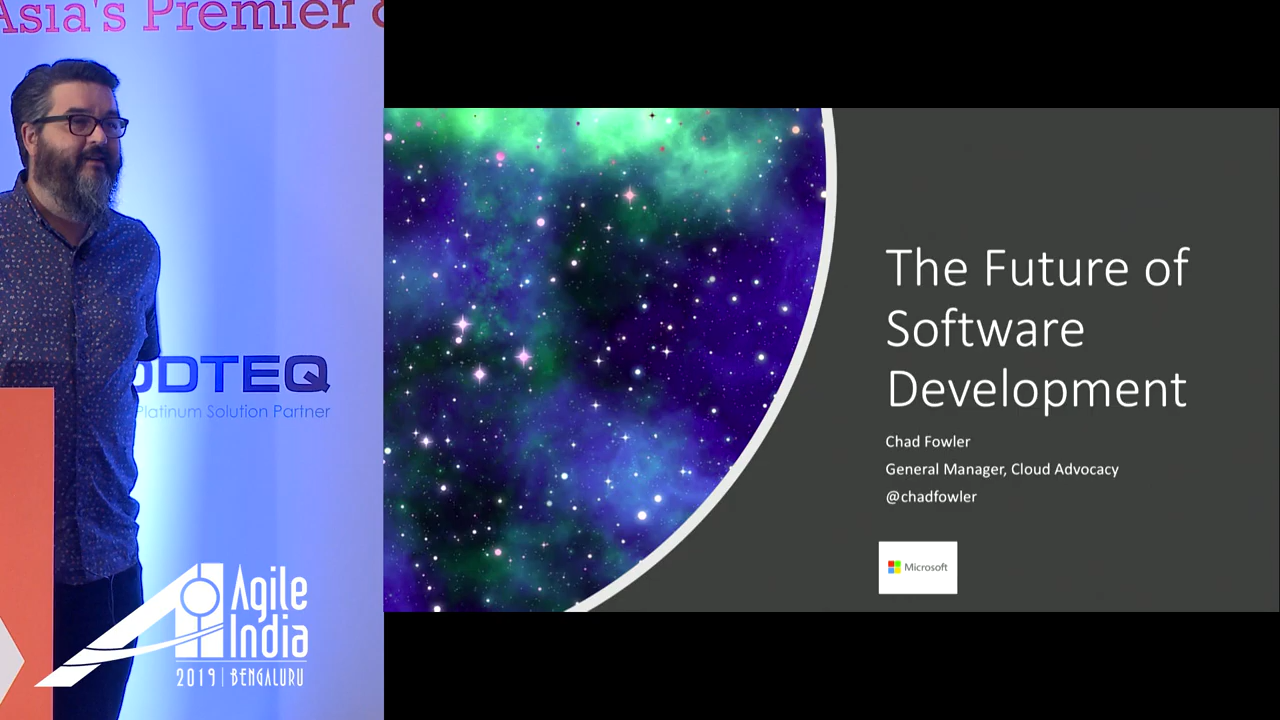 Asia's Premier
DTEQ
Platinum Solution Partner
Agile
India
2019 | BENGALURU
The Future of
Software
Development
Chad Fowler
General Manager, Cloud Advocacy
@chadfowler
Microsoft